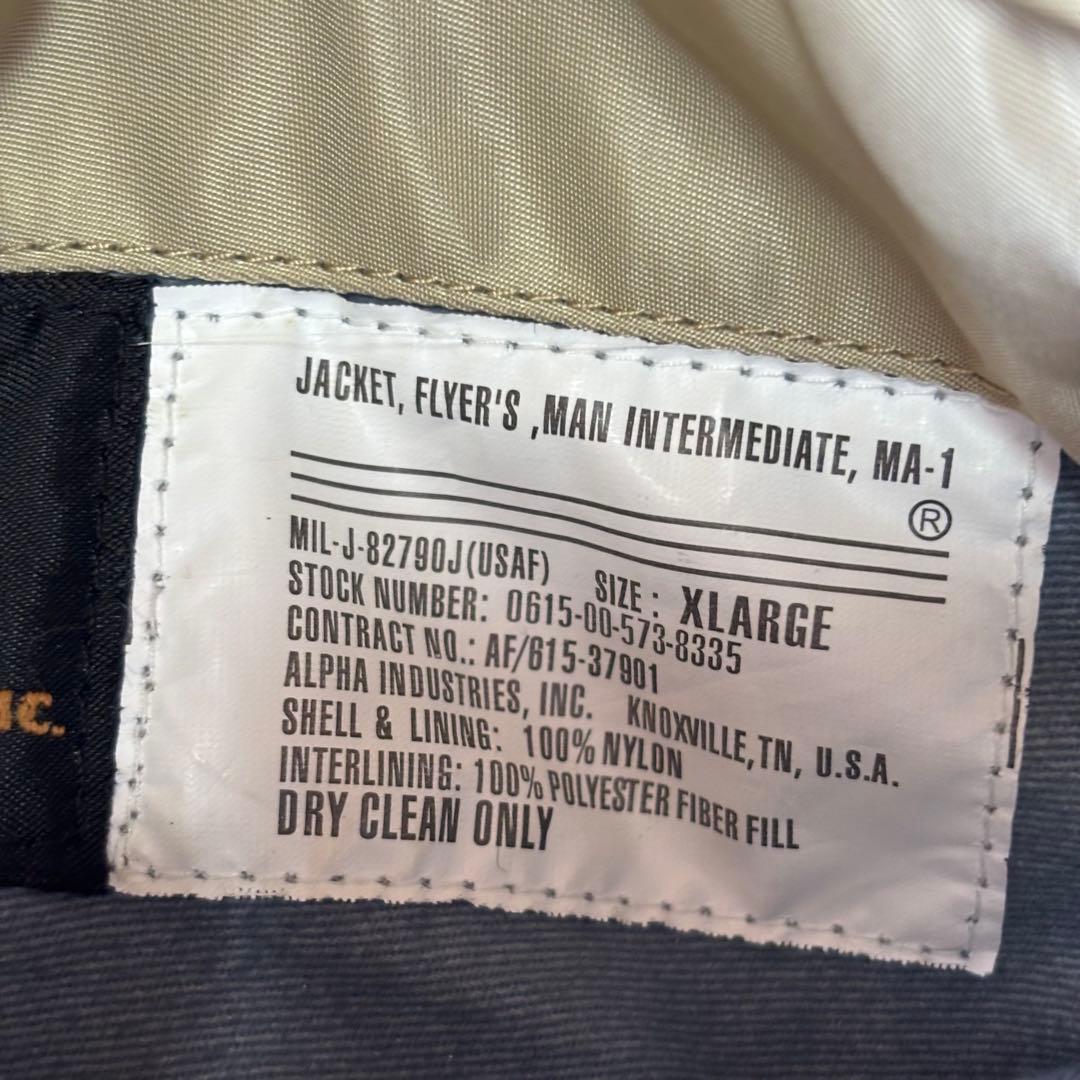 JACKET, FLYER'S ,MAN INTERMEDIATE, MA-1
®
MIL-J-82790J(USAF) SIZE : XLARGE
STOCK NUMBER: 0615-00-573-8335
CONTRACT NO.: AF/615-37901
ALPHA INDUSTRIES, INC. KNOXVILLE,TN, U.S.A.
SHELL & LINING: 100% NYLON
INTERLINING: 100% POLYESTER FIBER FILL
DRY CLEAN ONLY